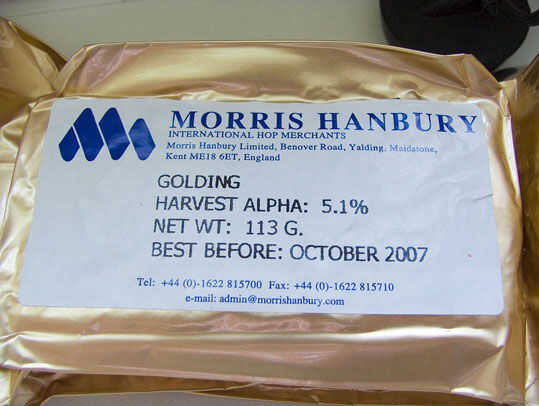 MORRIS HANBURY
INTERNATIONAL HOP MERCHANTS
Morris Hanbury Limited, Benover Road, Yalding, Maidstone,
Kent ME18 6ET, England
GOLDING
HARVEST ALPHA: 5.1%
NET WT: 113 G.
BEST BEFORE: OCTOBER 2007
Tel: +44 (0)-1622 815700 Fax: +44 (0)-1622 815710
e-mail: admin@morrishanbury.com